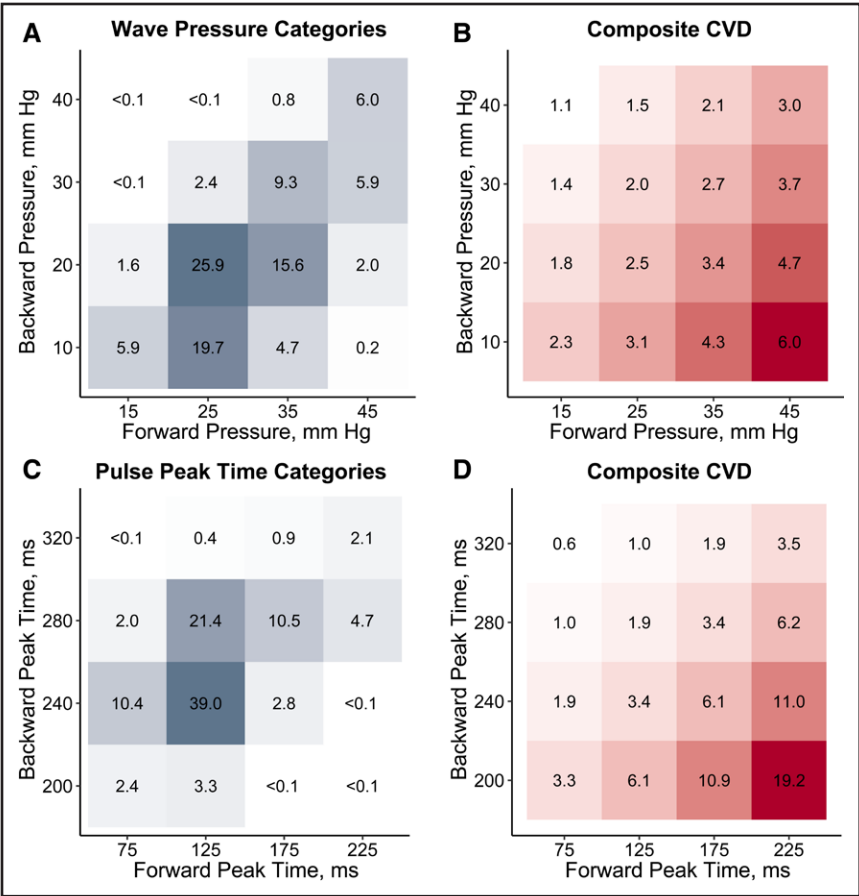 A Wave Pressure Categories
Backward Pressure, mm Hg
40 <0.1 <0.1 0.8 6.0
30 <0.1 2.4 9.3 5.9
20 1.6 25.9 15.6 2.0
10 5.9 19.7 4.7 0.2
15 25 35 45
Forward Pressure, mm Hg
B Composite CVD
Backward Pressure, mm Hg
40 1.1 1.5 2.1 3.0
30 1.4 2.0 2.7 3.7
20 1.8 2.5 3.4 4.7
10 2.3 3.1 4.3 6.0
15 25 35 45
Forward Pressure, mm Hg
C Pulse Peak Time Categories
Backward Peak Time, ms
320 <0.1 0.4 0.9 2.1
280 2.0 21.4 10.5 4.7
240 10.4 39.0 2.8 <0.1
200 2.4 3.3 <0.1 <0.1
75 125 175 225
Forward Peak Time, ms
D Composite CVD
Backward Peak Time, ms
320 0.6 1.0 1.9 3.5
280 1.0 1.9 3.4 6.2
240 1.9 3.4 6.1 11.0
200 3.3 6.1 10.9 19.2
75 125 175 225
Forward Peak Time, ms